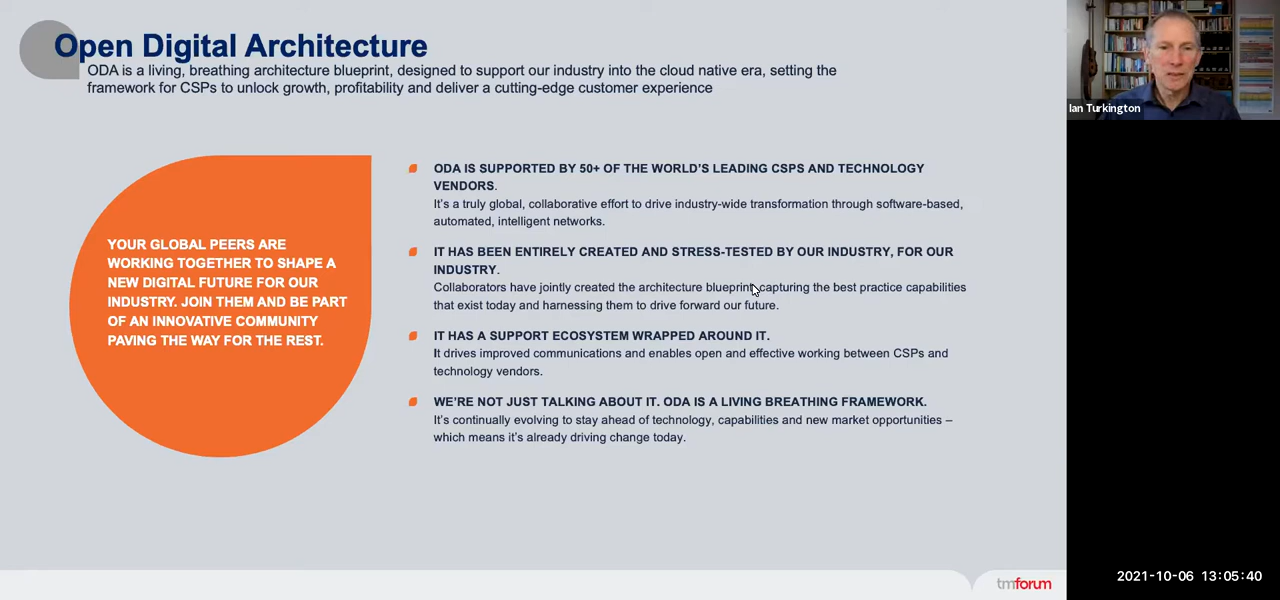 Open Digital Architecture
ODA is a living, breathing architecture blueprint, designed to support our industry into the cloud native era, setting the
framework for CSPs to unlock growth, profitability and deliver a cutting-edge customer experience
Ian Turkington
YOUR GLOBAL PEERS ARE
WORKING TOGETHER TO SHAPE A
NEW DIGITAL FUTURE FOR OUR
INDUSTRY. JOIN THEM AND BE PART
OF AN INNOVATIVE COMMUNITY
PAVING THE WAY FOR THE REST.
ODA IS SUPPORTED BY 50+ OF THE WORLD'S LEADING CSPS AND TECHNOLOGY
VENDORS.
It's a truly global, collaborative effort to drive industry-wide transformation through software-based,
automated, intelligent networks.
IT HAS BEEN ENTIRELY CREATED AND STRESS-TESTED BY OUR INDUSTRY, FOR OUR
INDUSTRY.
Collaborators have jointly created the architecture blueprint, capturing the best practice capabilities
that exist today and harnessing them to drive forward our future.
IT HAS A SUPPORT ECOSYSTEM WRAPPED AROUND IT.
It drives improved communications and enables open and effective working between CSPs and
technology vendors.
WE'RE NOT JUST TALKING ABOUT IT. ODA IS A LIVING BREATHING FRAMEWORK.
It's continually evolving to stay ahead of technology, capabilities and new market opportunities –
which means it's already driving change today.
tmforum
2021-10-06 13:05:40